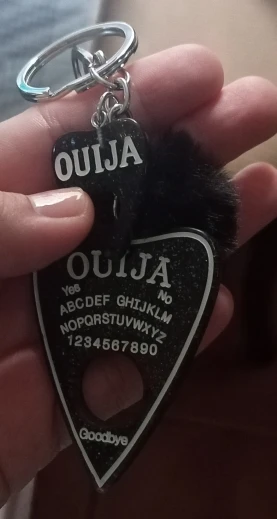 OUIJA
OUIJA
Yes No
ABCDEF GHIJKLM
NOPQRSTUVWXYZ
1234567890
Goodbye